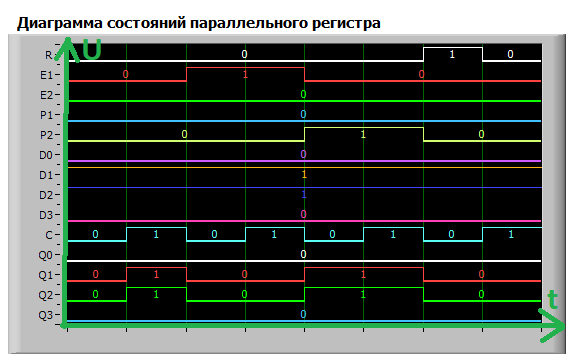 Диаграмма состояний параллельного регистра
U
R 0 1 0
E1 0 1 0
E2 0
P1 0
P2 0 1 0
D0 0
D1 1
D2 1
D3 0
C 0 1 0 1 0 1 0 1
Q0 0
Q1 0 1 0 1 0
Q2 0 1 0 1 0
Q3 0
t